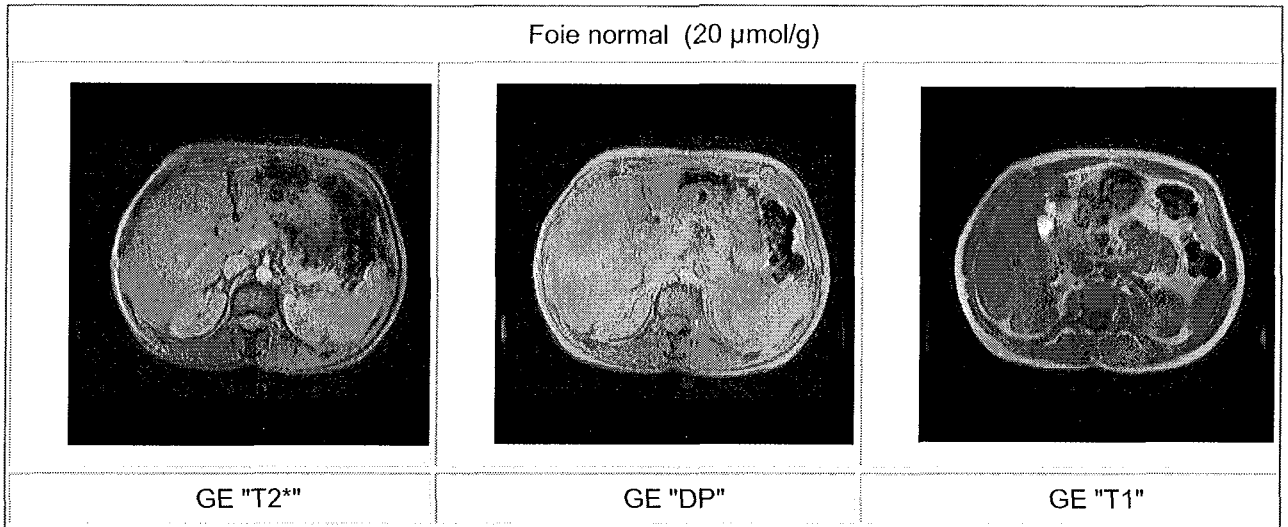 Foie normal (20 µmol/g)
GE "T2*"
GE "DP"
GE "T1"